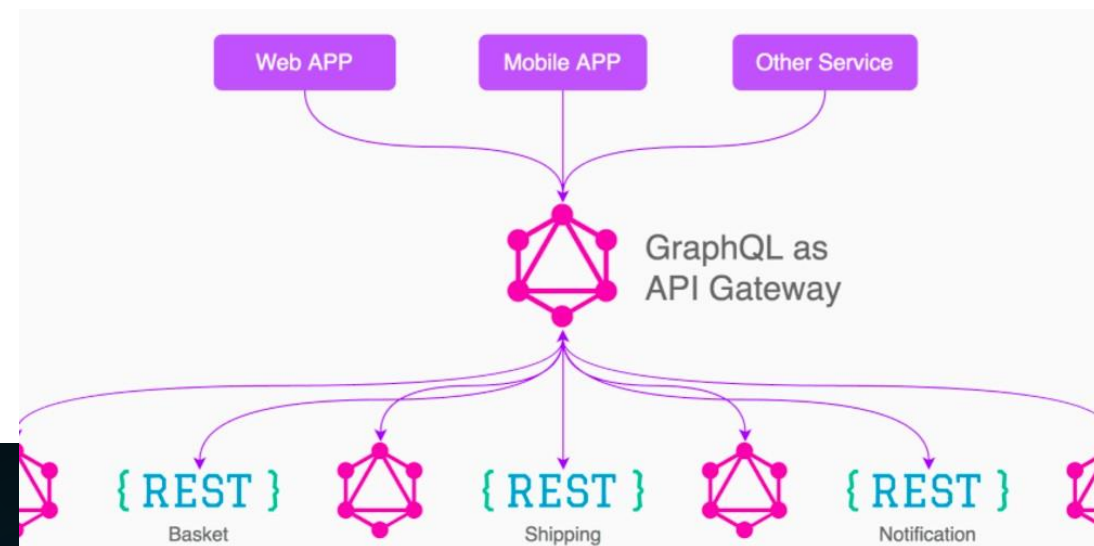 Web APP
Mobile APP
Other Service
GraphQL as
API Gateway
{ REST }
{ REST }
{ REST }
Basket
Shipping
Notification